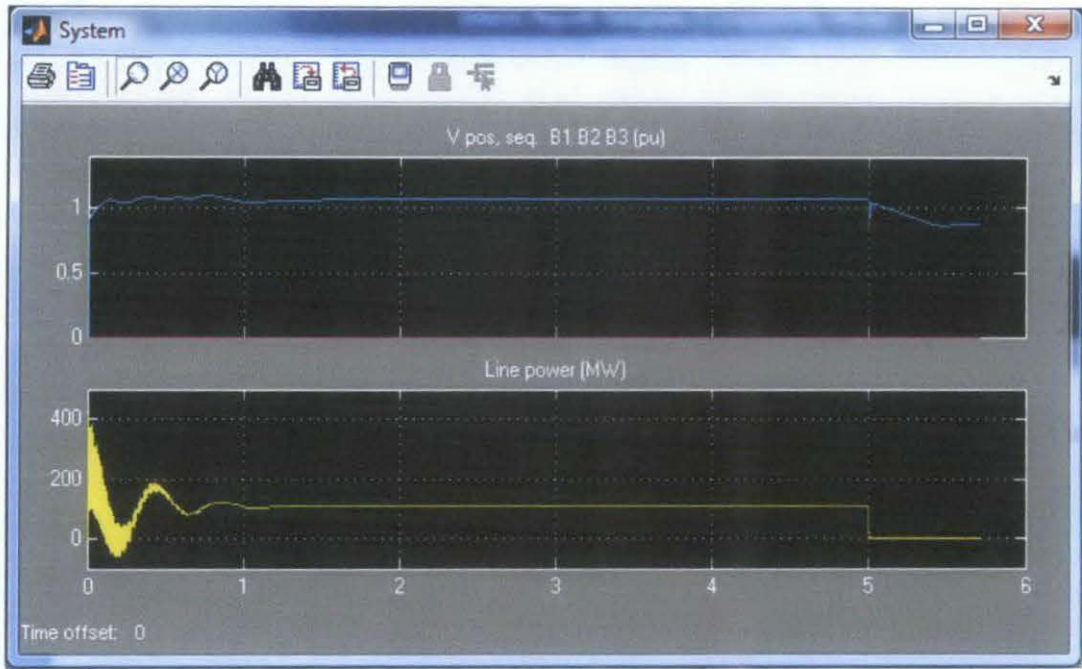 System
V pos, seq. B1 B2 B3 (pu)
1
0.5
0
Line power (MW)
400
200
0
0 1 2 3 4 5 6
Time offset: 0